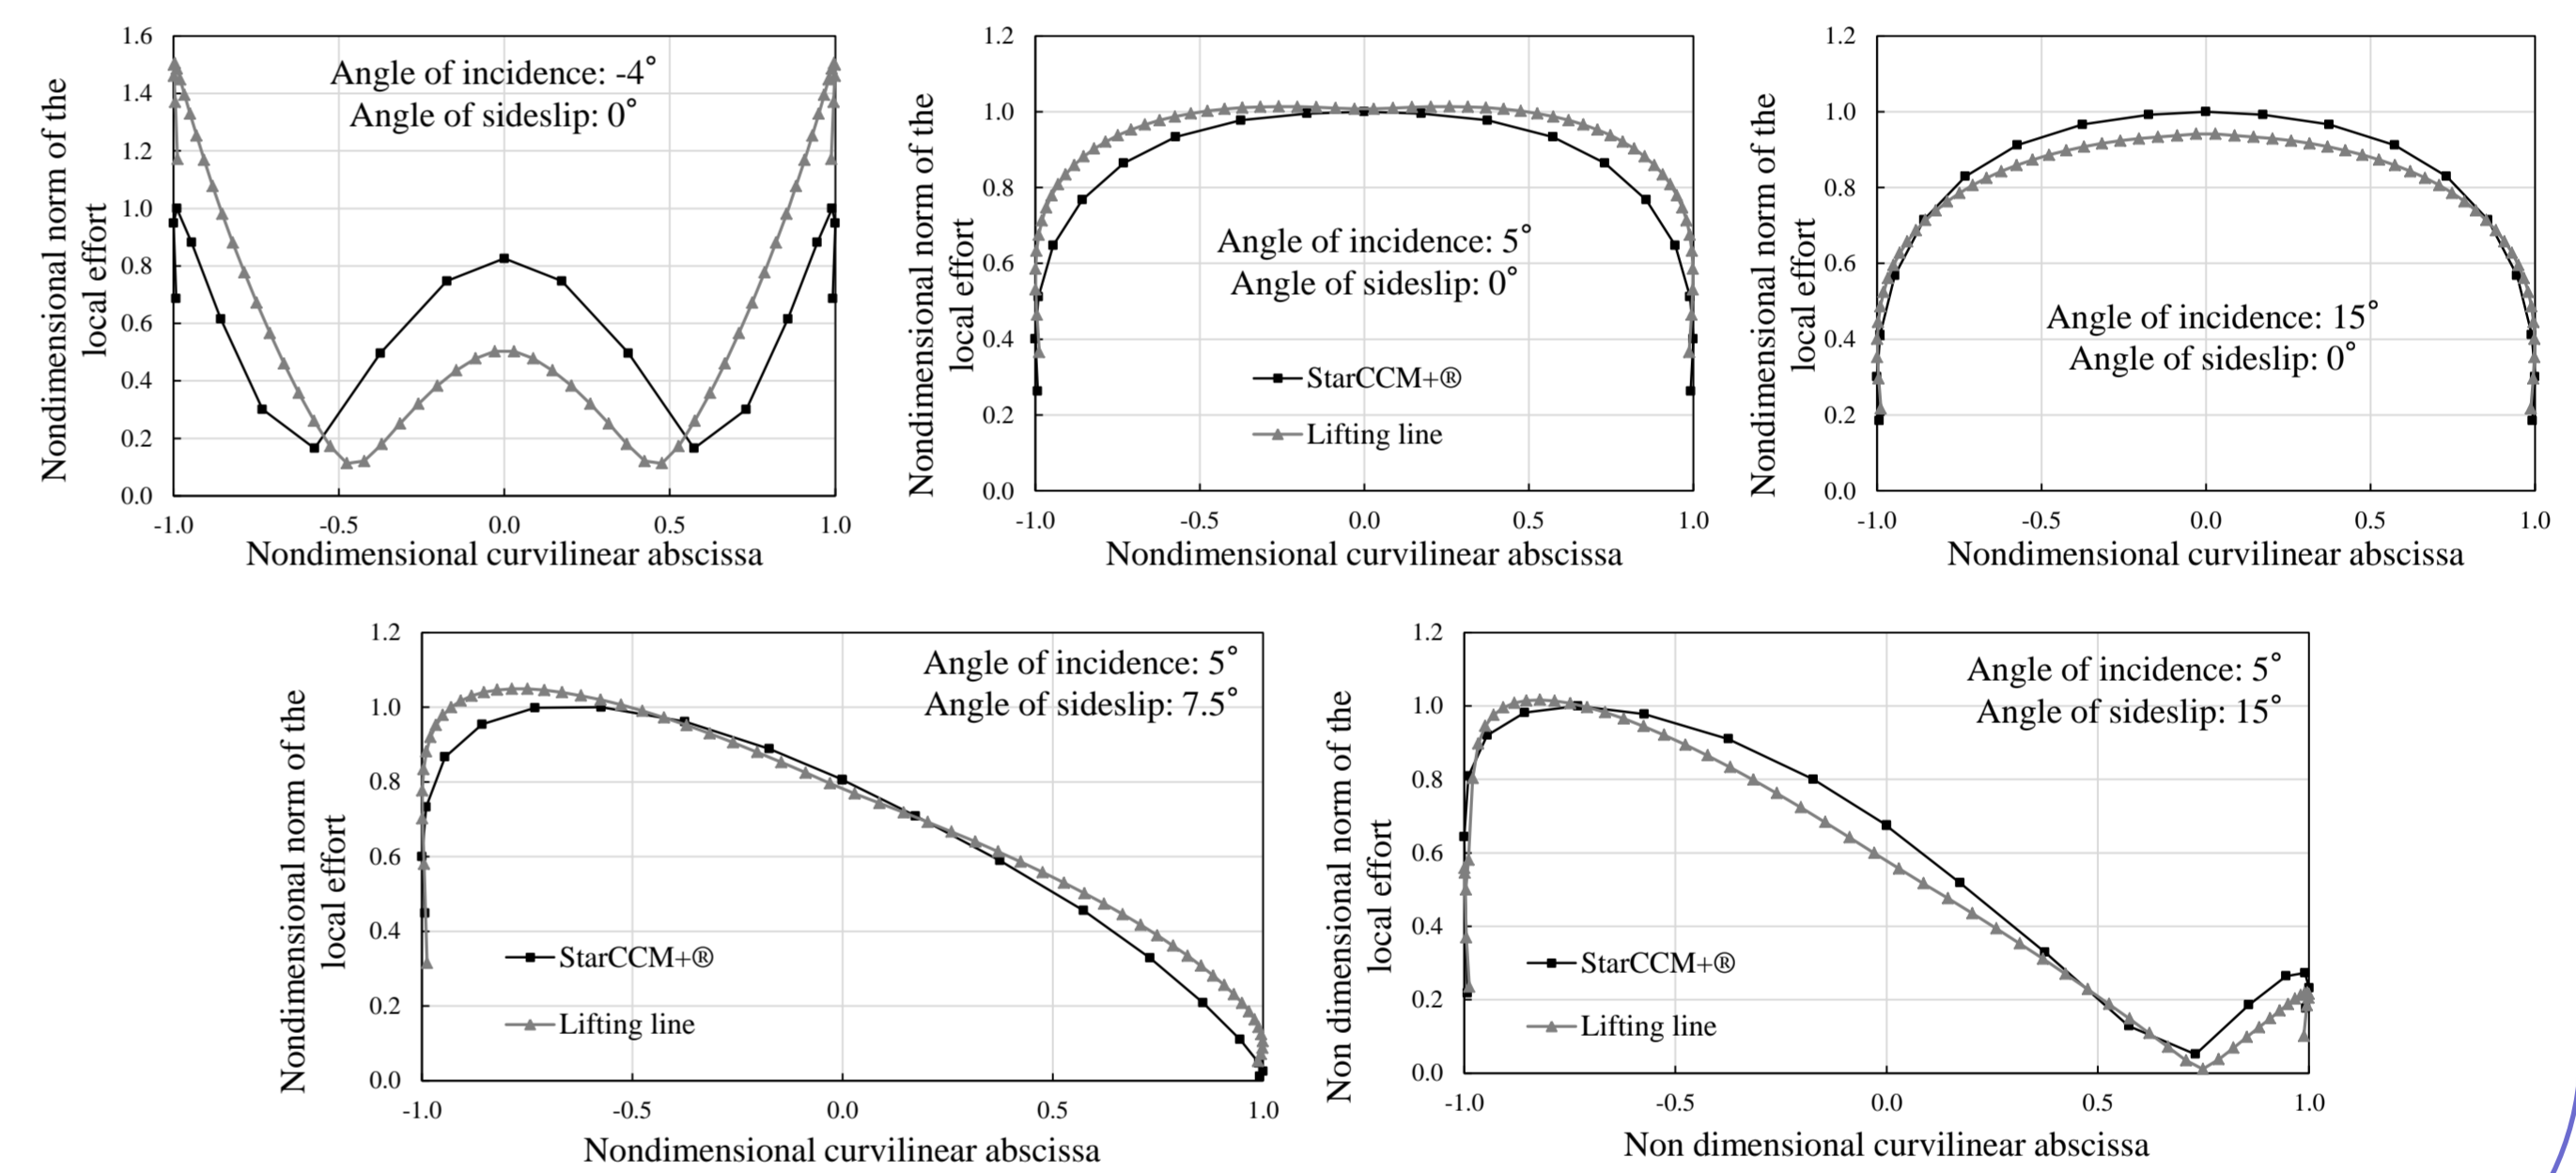 Nondimensional norm of the
local effort
1.6
1.4
1.2
1.0
0.8
0.6
0.4
0.2
0.0
Angle of incidence: -4°
Angle of sideslip: 0°
-1.0 -0.5 0.0 0.5 1.0
Nondimensional curvilinear abscissa
Nondimensional norm of the
local effort
1.2
1.0
0.8
0.6
0.4
0.2
0.0
Angle of incidence: 5°
Angle of sideslip: 0°
StarCCM+®
Lifting line
-1.0 -0.5 0.0 0.5 1.0
Nondimensional curvilinear abscissa
Nondimensional norm of the
local effort
1.2
1.0
0.8
0.6
0.4
0.2
0.0
Angle of incidence: 15°
Angle of sideslip: 0°
-1.0 -0.5 0.0 0.5 1.0
Nondimensional curvilinear abscissa
Nondimensional norm of the
local effort
1.2
1.0
0.8
0.6
0.4
0.2
0.0
Angle of incidence: 5°
Angle of sideslip: 7.5°
StarCCM+®
Lifting line
-1.0 -0.5 0.0 0.5 1.0
Nondimensional curvilinear abscissa
Non dimensional norm of the
local effort
1.2
1.0
0.8
0.6
0.4
0.2
0.0
Angle of incidence: 5°
Angle of sideslip: 15°
StarCCM+®
Lifting line
-1.0 -0.5 0.0 0.5 1.0
Non dimensional curvilinear abscissa